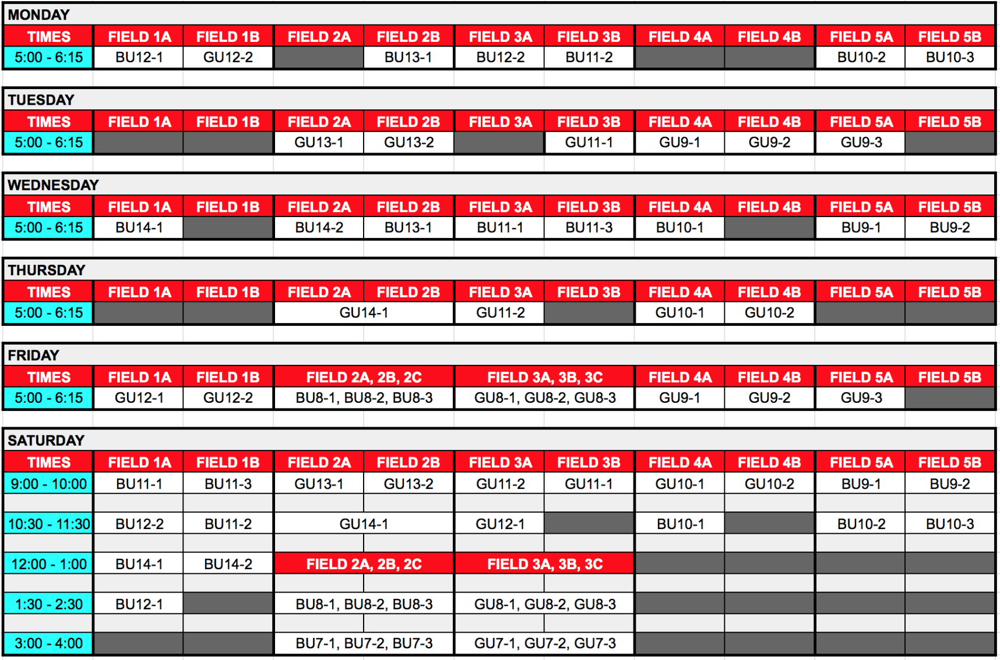 MONDAY
TIMES FIELD 1A FIELD 1B FIELD 2A FIELD 2B FIELD 3A FIELD 3B FIELD 4A FIELD 4B FIELD 5A FIELD 5B
5:00 - 6:15 BU12-1 GU12-2 BU13-1 BU12-2 BU11-2 BU10-2 BU10-3
TUESDAY
TIMES FIELD 1A FIELD 1B FIELD 2A FIELD 2B FIELD 3A FIELD 3B FIELD 4A FIELD 4B FIELD 5A FIELD 5B
5:00 - 6:15 GU13-1 GU13-2 GU11-1 GU9-1 GU9-2 GU9-3
WEDNESDAY
TIMES FIELD 1A FIELD 1B FIELD 2A FIELD 2B FIELD 3A FIELD 3B FIELD 4A FIELD 4B FIELD 5A FIELD 5B
5:00 - 6:15 BU14-1 BU14-2 BU13-1 BU11-1 BU11-3 BU10-1 BU9-1 BU9-2
THURSDAY
TIMES FIELD 1A FIELD 1B FIELD 2A FIELD 2B FIELD 3A FIELD 3B FIELD 4A FIELD 4B FIELD 5A FIELD 5B
5:00 - 6:15 GU14-1 GU11-2 GU10-1 GU10-2
FRIDAY
TIMES FIELD 1A FIELD 1B FIELD 2A, 2B, 2C FIELD 3A, 3B, 3C FIELD 4A FIELD 4B FIELD 5A FIELD 5B
5:00 - 6:15 GU12-1 GU12-2 BU8-1, BU8-2, BU8-3 GU8-1, GU8-2, GU8-3 GU9-1 GU9-2 GU9-3
SATURDAY
TIMES FIELD 1A FIELD 1B FIELD 2A FIELD 2B FIELD 3A FIELD 3B FIELD 4A FIELD 4B FIELD 5A FIELD 5B
9:00 - 10:00 BU11-1 BU11-3 GU13-1 GU13-2 GU11-2 GU11-1 GU10-1 GU10-2 BU9-1 BU9-2
10:30 - 11:30 BU12-2 BU11-2 GU14-1 GU12-1 BU10-1 BU10-2 BU10-3
12:00 - 1:00 BU14-1 BU14-2 FIELD 2A, 2B, 2C FIELD 3A, 3B, 3C
1:30 - 2:30 BU12-1 BU8-1, BU8-2, BU8-3 GU8-1, GU8-2, GU8-3
3:00 - 4:00 BU7-1, BU7-2, BU7-3 GU7-1, GU7-2, GU7-3